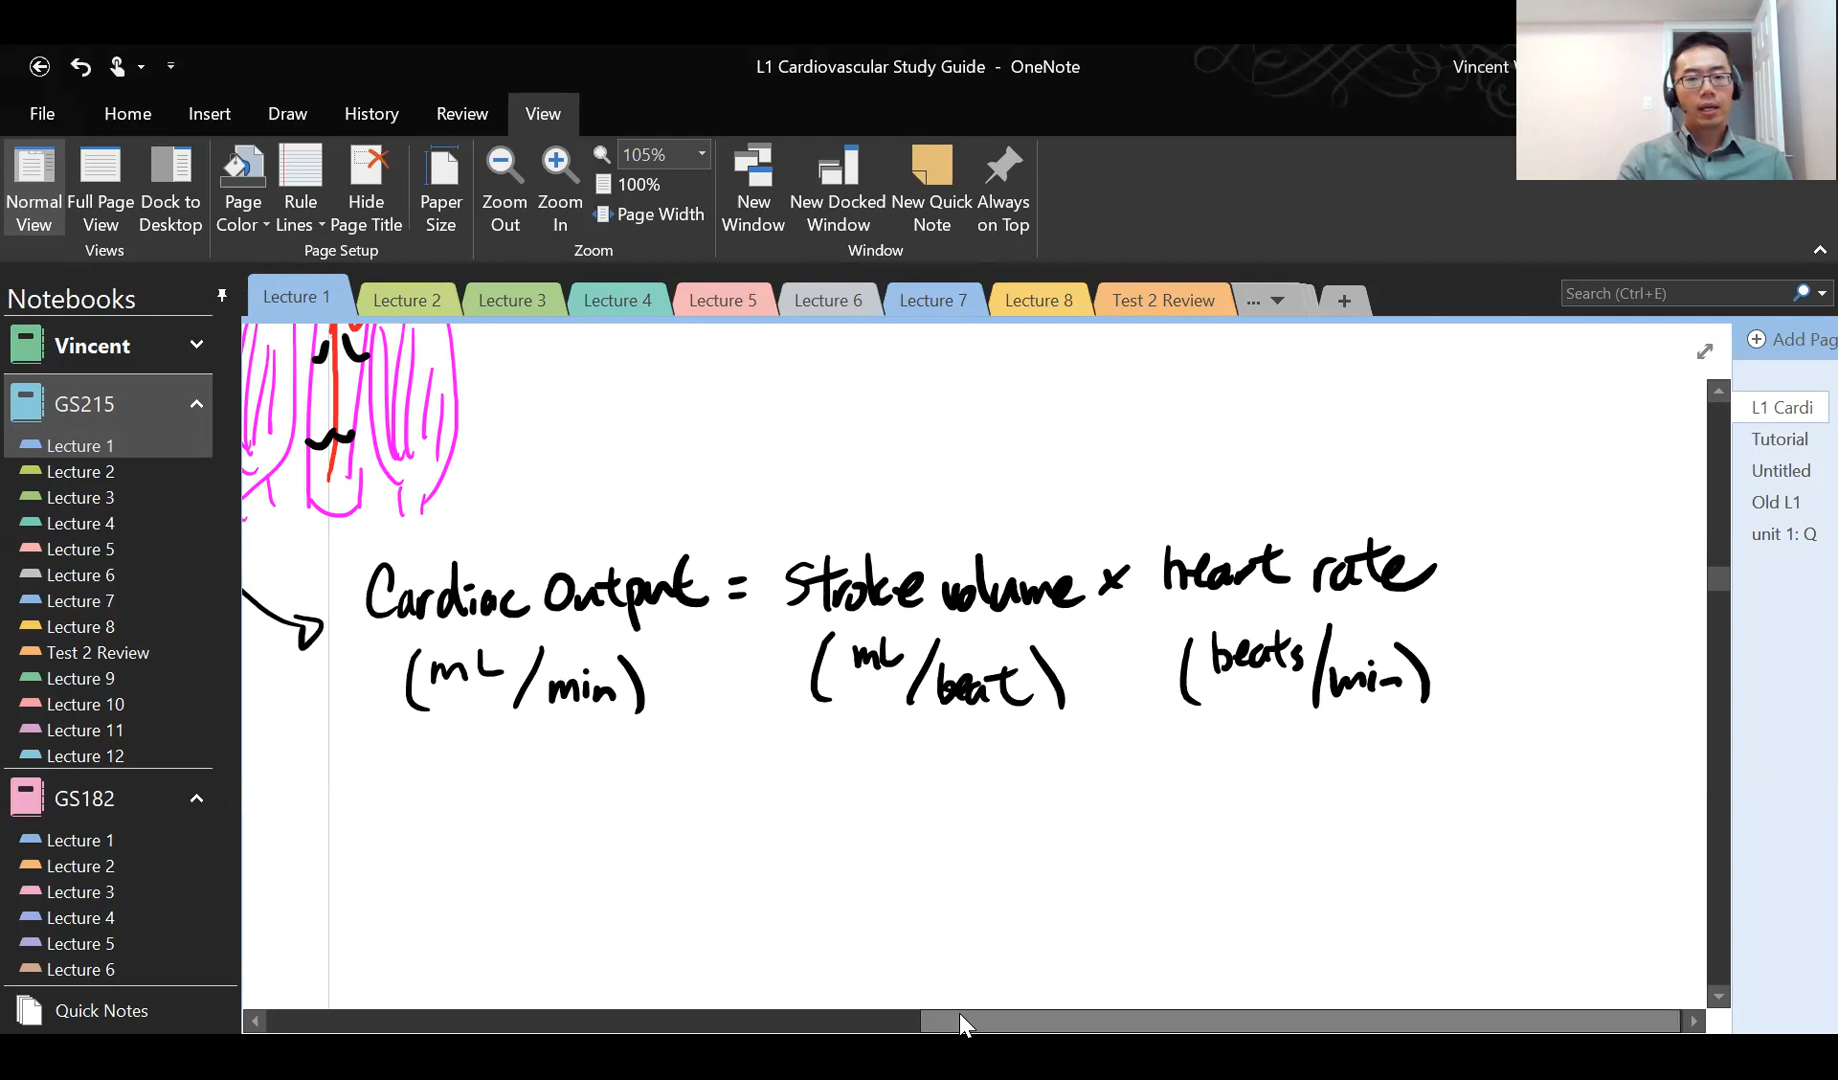 L1 Cardiovascular Study Guide - OneNote
Vincent
File Home Insert Draw History Review View
Normal View
Full Page View
Dock to Desktop
Views
Page Color
Rule Lines
Hide Page Title
Paper Size
Page Setup
Zoom Out
Zoom In
105%
100%
Page Width
Zoom
New Window
New Docked Window
New Quick Note
Always on Top
Window
Notebooks
Lecture 1 Lecture 2 Lecture 3 Lecture 4 Lecture 5 Lecture 6 Lecture 7 Lecture 8 Test 2 Review ...
Search (Ctrl+E)
Vincent
GS215
Lecture 1
Lecture 2
Lecture 3
Lecture 4
Lecture 5
Lecture 6
Lecture 7
Lecture 8
Test 2 Review
Lecture 9
Lecture 10
Lecture 11
Lecture 12
GS182
Lecture 1
Lecture 2
Lecture 3
Lecture 4
Lecture 5
Lecture 6
Quick Notes
Cardiac Output = Stroke volume × heart rate
(mL/min) (mL/beat) (beats/min)
Add Pag
L1 Cardi
Tutorial
Untitled
Old L1
unit 1: Q